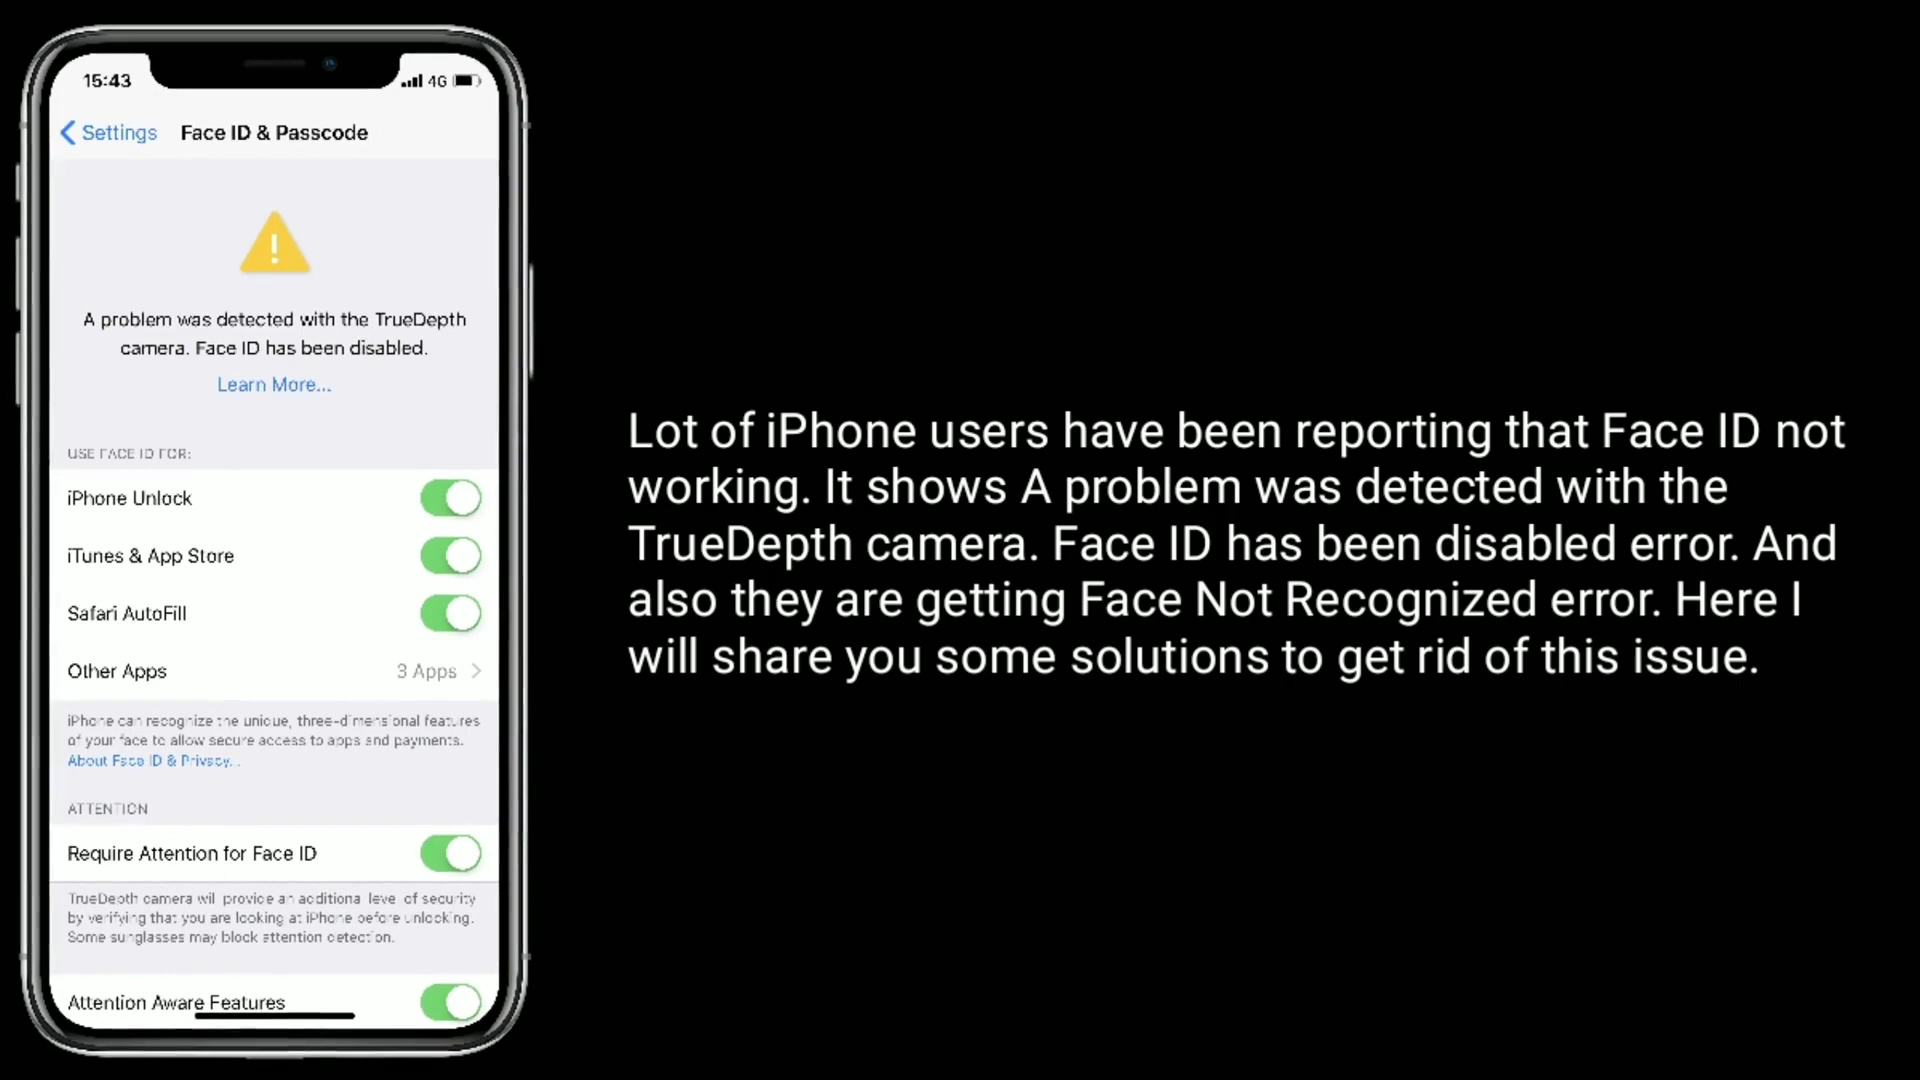 15:43
4G
Settings
Face ID & Passcode
A problem was detected with the TrueDepth
camera. Face ID has been disabled.
Learn More...
USE FACE ID FOR:
iPhone Unlock
iTunes & App Store
Safari AutoFill
Other Apps
3 Apps
iPhone can recognize the unique, three-dimensional features
of your face to allow secure access to apps and payments.
About Face ID & Privacy...
ATTENTION
Require Attention for Face ID
TrueDepth camera will provide an additional level of security
by verifying that you are looking at iPhone before unlocking.
Some sunglasses may block attention detection.
Attention Aware Features
Lot of iPhone users have been reporting that Face ID not
working. It shows A problem was detected with the
TrueDepth camera. Face ID has been disabled error. And
also they are getting Face Not Recognized error. Here I
will share you some solutions to get rid of this issue.